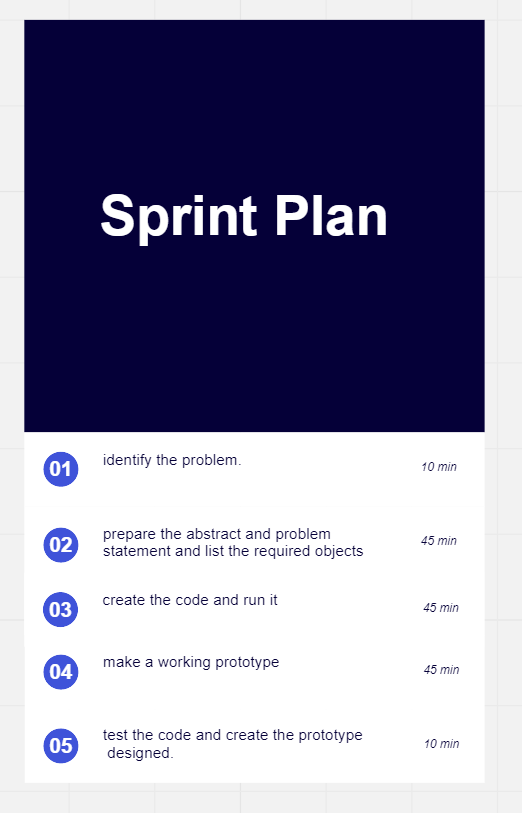 Sprint Plan
01 identify the problem. 10 min
02 prepare the abstract and problem 45 min
statement and list the required objects
03 create the code and run it 45 min
04 make a working prototype 45 min
05 test the code and create the prototype 10 min
designed.